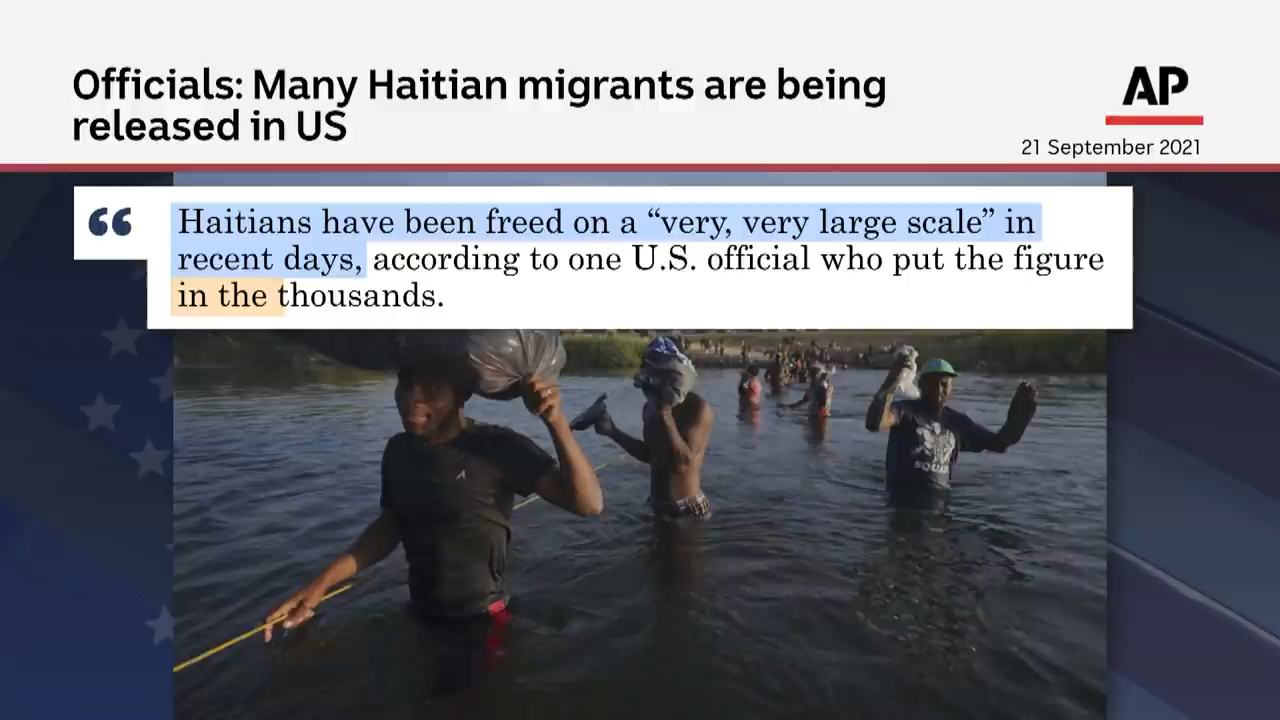 Officials: Many Haitian migrants are being
released in US
AP
21 September 2021
“
Haitians have been freed on a “very, very large scale” in
recent days, according to one U.S. official who put the figure
in the thousands.
SQUAD